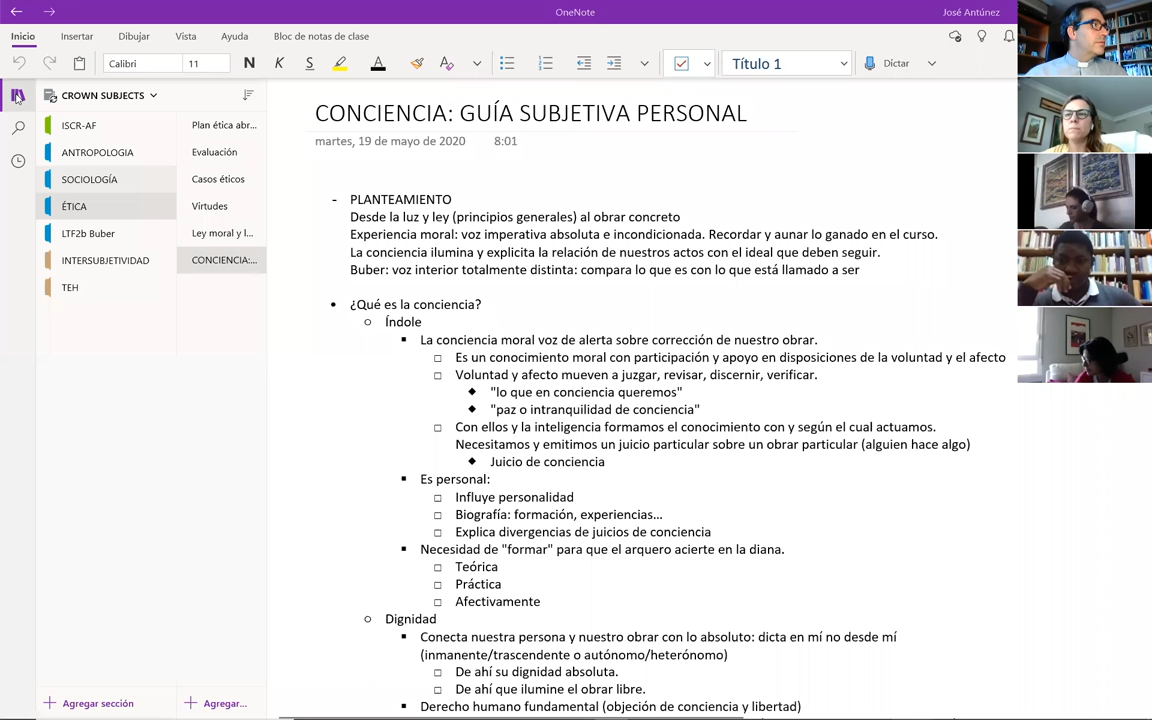 OneNote
José Antúnez
Inicio
Insertar
Dibujar
Vista
Ayuda
Bloc de notas de clase
Calibri
11
N
K
S
A
Título 1
Dictar
CROWN SUBJECTS
ISCR-AF
ANTROPOLOGIA
SOCIOLOGÍA
ÉTICA
LTF2b Buber
INTERSUBJETIVIDAD
TEH
Plan ética abr...
Evaluación
Casos éticos
Virtudes
Ley moral y l...
CONCIENCIA:...
CONCIENCIA: GUÍA SUBJETIVA PERSONAL
martes, 19 de mayo de 2020 8:01
- PLANTEAMIENTO
Desde la luz y ley (principios generales) al obrar concreto
Experiencia moral: voz imperativa absoluta e incondicionada. Recordar y aunar lo ganado en el curso.
La conciencia ilumina y explicita la relación de nuestros actos con el ideal que deben seguir.
Buber: voz interior totalmente distinta: compara lo que es con lo que está llamado a ser
¿Qué es la conciencia?
Índole
La conciencia moral voz de alerta sobre corrección de nuestro obrar.
Es un conocimiento moral con participación y apoyo en disposiciones de la voluntad y el afecto
Voluntad y afecto mueven a juzgar, revisar, discernir, verificar.
"lo que en conciencia queremos"
"paz o intranquilidad de conciencia"
Con ellos y la inteligencia formamos el conocimiento con y según el cual actuamos.
Necesitamos y emitimos un juicio particular sobre un obrar particular (alguien hace algo)
Juicio de conciencia
Es personal:
Influye personalidad
Biografía: formación, experiencias...
Explica divergencias de juicios de conciencia
Necesidad de "formar" para que el arquero acierte en la diana.
Teórica
Práctica
Afectivamente
Dignidad
Conecta nuestra persona y nuestro obrar con lo absoluto: dicta en mí no desde mí
(inmanente/trascendente o autónomo/heterónomo)
De ahí su dignidad absoluta.
De ahí que ilumine el obrar libre.
Derecho humano fundamental (objeción de conciencia y libertad)
Agregar sección
Agregar...